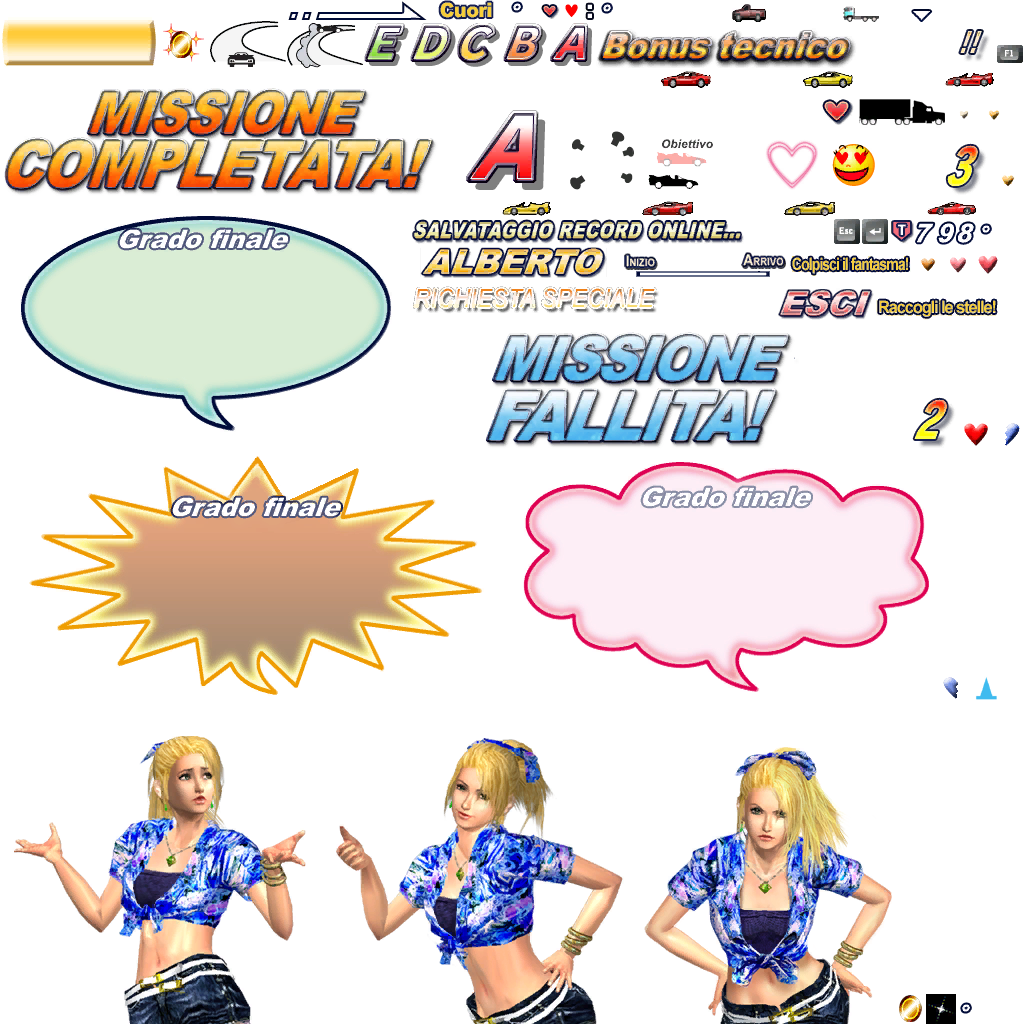 Cuori
E D C B A
Bonus tecnico
!!
F1
MISSIONE
COMPLETATA!
A
Obiettivo
3
Grado finale
SALVATAGGIO RECORD ONLINE...
Esc
T
798
ALBERTO
INIZIO
ARRIVO
Colpisci il fantasma!
RICHIESTA SPECIALE
ESCI
Raccogli le stelle!
MISSIONE
FALLITA!
2
Grado finale
Grado finale